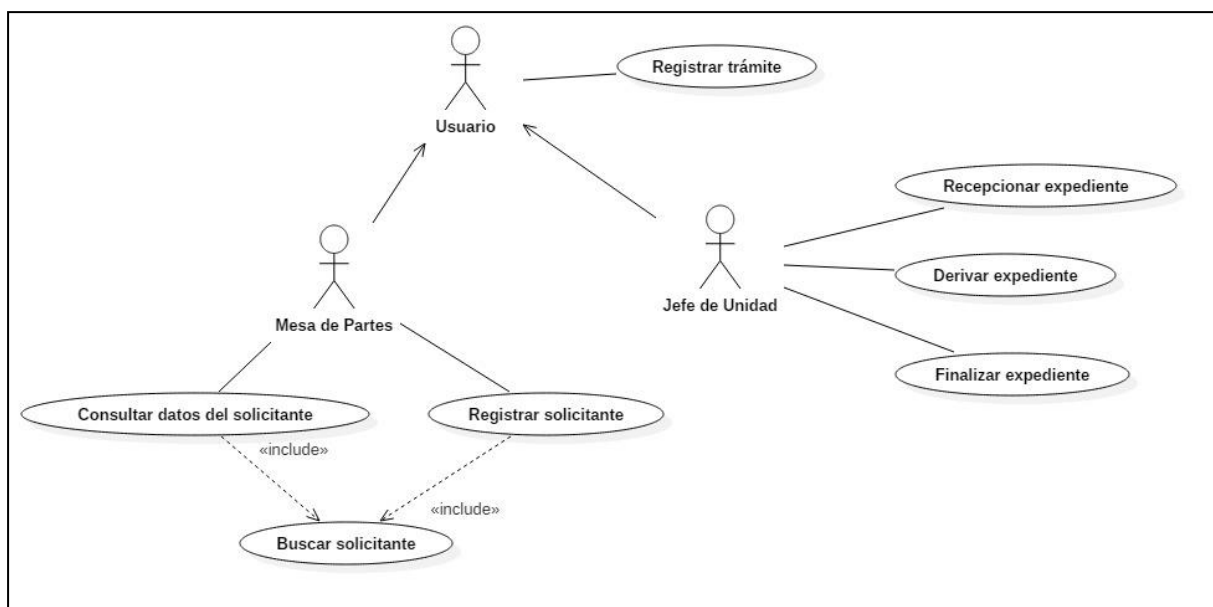 Registrar trámite
Usuario
Recepcionar expediente
Derivar expediente
Jefe de Unidad
Mesa de Partes
Finalizar expediente
Consultar datos del solicitante
Registrar solicitante
«include»
«include»
Buscar solicitante